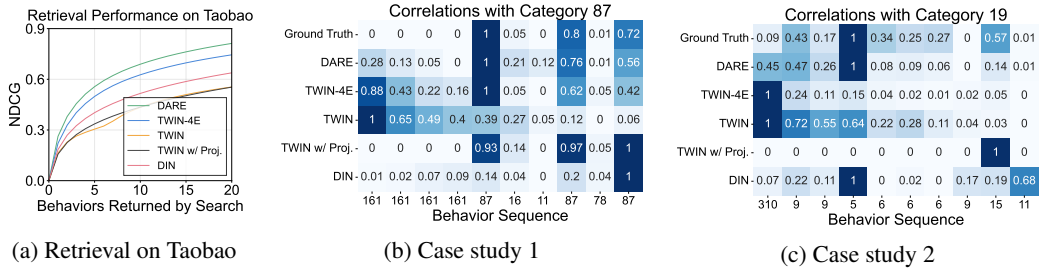 Retrieval Performance on Taobao
0.9
0.6
0.3
0.0
NDCG
DARE
TWIN-4E
TWIN
TWIN w/ Proj.
DIN
0 5 10 15 20
Behaviors Returned by Search
(a) Retrieval on Taobao
Correlations with Category 87
Ground Truth 0 0 0 0 1 0.05 0 0.8 0.01 0.72
DARE 0.28 0.13 0.05 0 1 0.21 0.12 0.76 0.01 0.56
TWIN-4E 0.88 0.43 0.22 0.16 1 0 0 0.62 0.05 0.42
TWIN 1 0.65 0.49 0.4 0.39 0.27 0.05 0.12 0 0.06
TWIN w/ Proj. 0 0 0 0 0.93 0.14 0 0.97 0.05 1
DIN 0.01 0.02 0.07 0.09 0.14 0.04 0 0.2 0.04 1
161 161 161 161 87 16 11 87 78 87
Behavior Sequence
(b) Case study 1
Correlations with Category 19
Ground Truth 0.09 0.43 0.17 1 0.34 0.25 0.27 0 0.57 0.01
DARE 0.45 0.47 0.26 1 0.08 0.09 0.06 0 0.14 0.01
TWIN-4E 1 0.24 0.11 0.15 0.04 0.04 0.02 0.01 0.02 0.05
TWIN 1 0.72 0.55 0.64 0.22 0.28 0.11 0.04 0.03 0
TWIN w/ Proj. 0 0 0 0 0 0 0 0 1 0
DIN 0.07 0.22 0.11 1 0 0.02 0 0.17 0.19 0.68
310 9 9 5 6 6 6 9 15 11
Behavior Sequence
(c) Case study 2